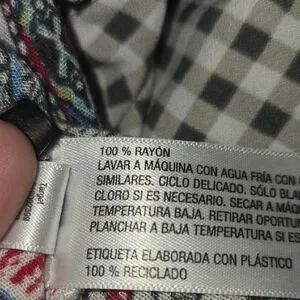 100 % RAYÓN
LAVAR A MÁQUINA CON AGUA FRÍA CON
SIMILARES. CICLO DELICADO. SÓLO
CLORO SI ES NECESARIO. SECAR A
TEMPERATURA BAJA. RETIRAR
PLANCHAR A BAJA TEMPERATURA SI
ETIQUETA ELABORADA CON PLÁSTICO
100 % RECICLADO